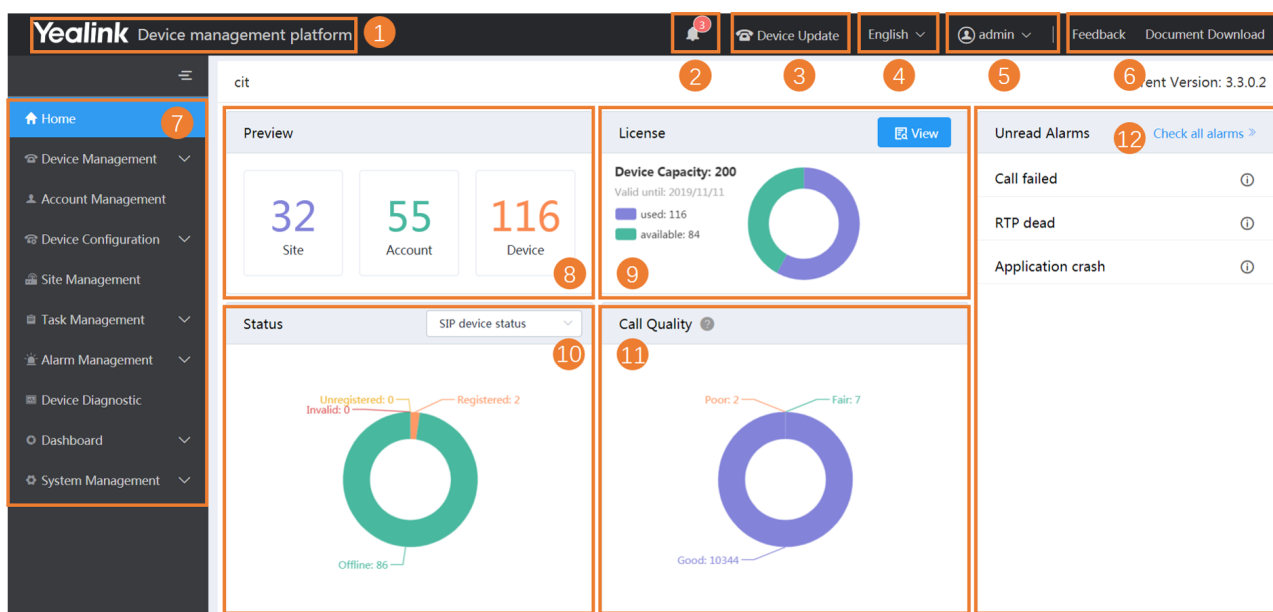 Yealink Device management platform 1
3
Device Update
English
admin
Feedback Document Download
2 3 4 5 6
cit
rent Version: 3.3.0.2
Home 7
Device Management
Account Management
Device Configuration
Site Management
Task Management
Alarm Management
Device Diagnostic
Dashboard
System Management
Preview
32 55 116
Site Account Device
8
License View
Device Capacity: 200
Valid until: 2019/11/11
used: 116
available: 84
9
Unread Alarms 12 Check all alarms »
Call failed
RTP dead
Application crash
Status SIP device status
10
Unregistered: 0 Registered: 2
Invalid: 0
Offline: 86
Call Quality ?
11
Poor: 2 Fair: 7
Good: 10344